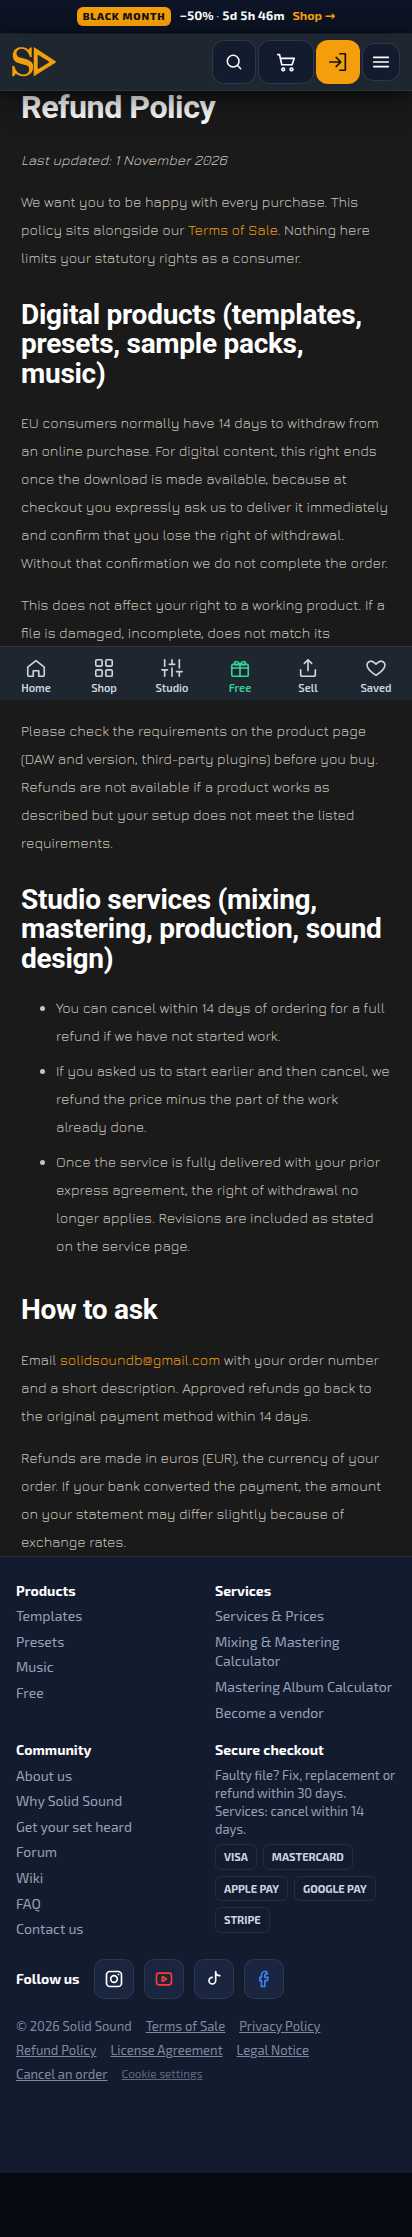 BLACK MONTH −50% · 5d 5h 46m Shop →
SD
Refund Policy
Last updated: 1 November 2026
We want you to be happy with every purchase. This
policy sits alongside our Terms of Sale. Nothing here
limits your statutory rights as a consumer.
Digital products (templates,
presets, sample packs,
music)
EU consumers normally have 14 days to withdraw from
an online purchase. For digital content, this right ends
once the download is made available, because at
checkout you expressly ask us to deliver it immediately
and confirm that you lose the right of withdrawal.
Without that confirmation we do not complete the order.
This does not affect your right to a working product. If a
file is damaged, incomplete, does not match its
Home Shop Studio Free Sell Saved
Please check the requirements on the product page
(DAW and version, third-party plugins) before you buy.
Refunds are not available if a product works as
described but your setup does not meet the listed
requirements.
Studio services (mixing,
mastering, production, sound
design)
• You can cancel within 14 days of ordering for a full
refund if we have not started work.
• If you asked us to start earlier and then cancel, we
refund the price minus the part of the work
already done.
• Once the service is fully delivered with your prior
express agreement, the right of withdrawal no
longer applies. Revisions are included as stated
on the service page.
How to ask
Email solidsoundb@gmail.com with your order number
and a short description. Approved refunds go back to
the original payment method within 14 days.
Refunds are made in euros (EUR), the currency of your
order. If your bank converted the payment, the amount
on your statement may differ slightly because of
exchange rates.
Products
Templates
Presets
Music
Free
Services
Services & Prices
Mixing & Mastering
Calculator
Mastering Album Calculator
Become a vendor
Community
About us
Why Solid Sound
Get your set heard
Forum
Wiki
FAQ
Contact us
Secure checkout
Faulty file? Fix, replacement or
refund within 30 days.
Services: cancel within 14
days.
VISA MASTERCARD
APPLE PAY GOOGLE PAY
STRIPE
Follow us
© 2026 Solid Sound Terms of Sale Privacy Policy
Refund Policy License Agreement Legal Notice
Cancel an order Cookie settings